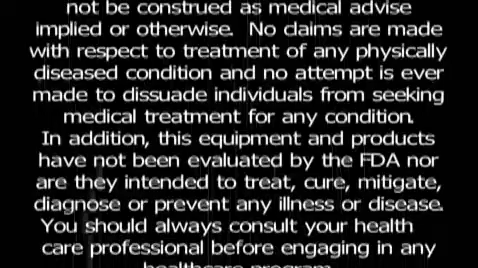 not be construed as medical advise
implied or otherwise. No claims are made
with respect to treatment of any physically
diseased condition and no attempt is ever
made to dissuade individuals from seeking
medical treatment for any condition.
In addition, this equipment and products
have not been evaluated by the FDA nor
are they intended to treat, cure, mitigate,
diagnose or prevent any illness or disease.
You should always consult your health
care professional before engaging in any
healthcare program